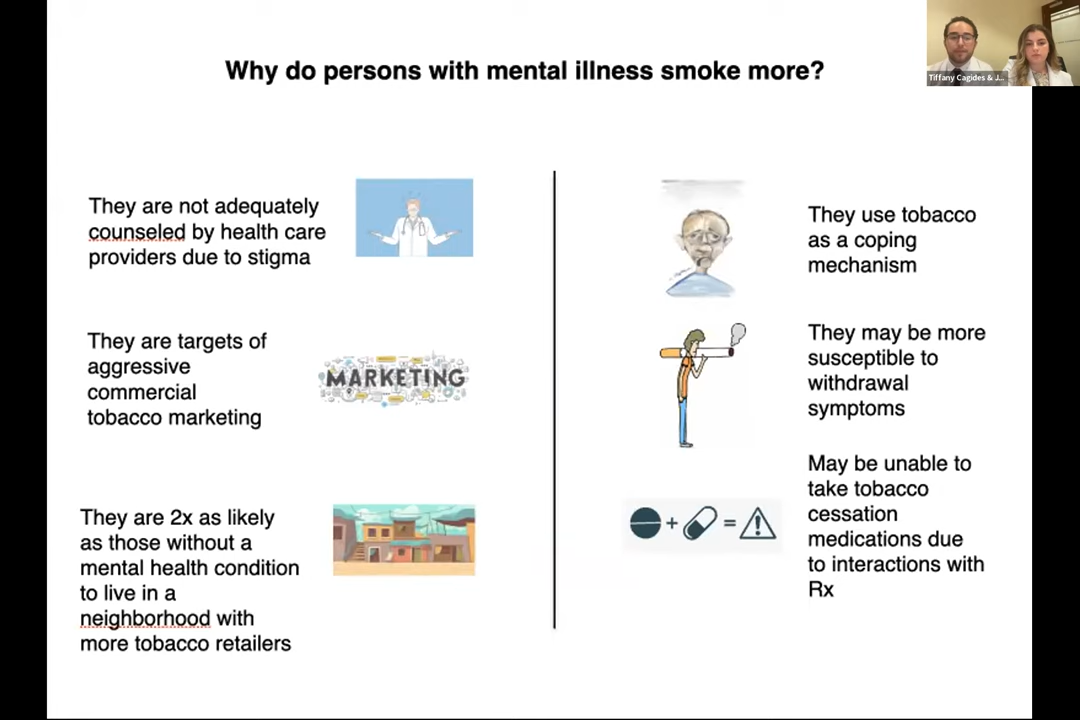 Why do persons with mental illness smoke more?
Tiffany Cagides & J...
They are not adequately
counseled by health care
providers due to stigma
They are targets of
aggressive
commercial
tobacco marketing
MARKETING
They are 2x as likely
as those without a
mental health condition
to live in a
neighborhood with
more tobacco retailers
They use tobacco
as a coping
mechanism
They may be more
susceptible to
withdrawal
symptoms
May be unable to
take tobacco
cessation
medications due
to interactions with
Rx